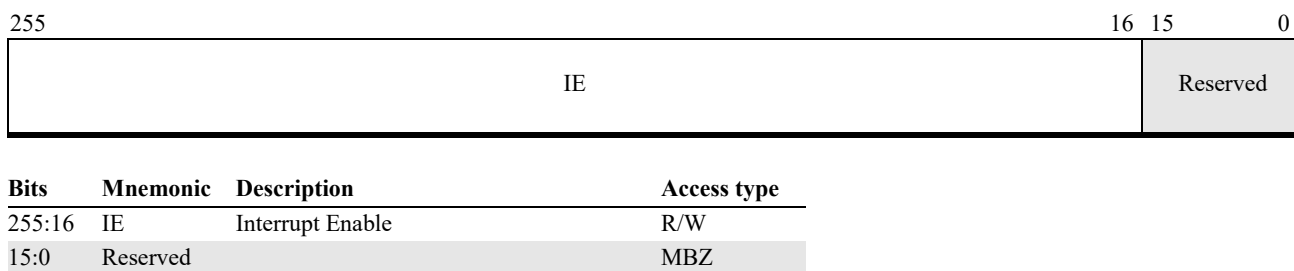 255 16 15 0
IE Reserved
Bits Mnemonic Description Access type
255:16 IE Interrupt Enable R/W
15:0 Reserved MBZ